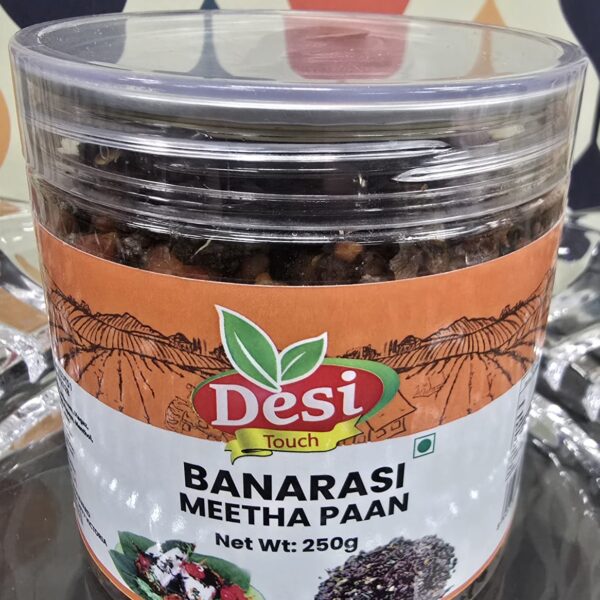 Desi
Touch
BANARASI
MEETHA PAAN
Net Wt: 250g